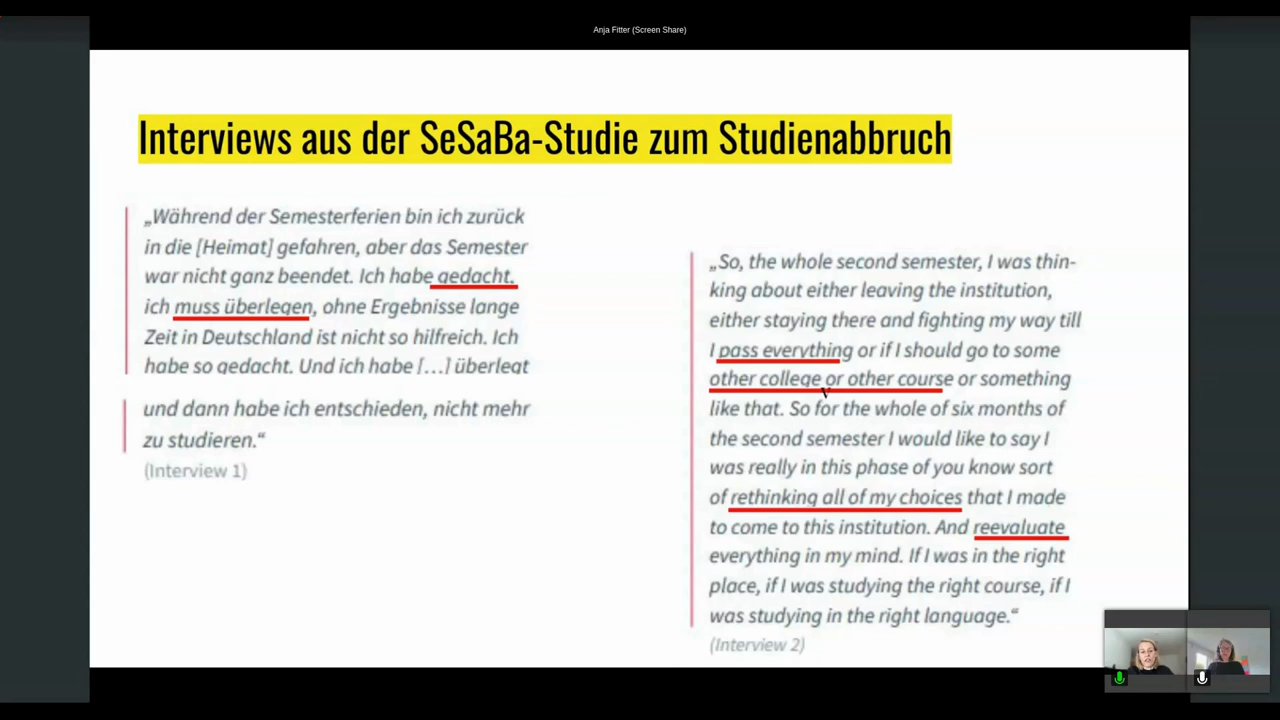 Anja Fitter (Screen Share)
Interviews aus der SeSaBa-Studie zum Studienabbruch
„Während der Semesterferien bin ich zurück
in die [Heimat] gefahren, aber das Semester
war nicht ganz beendet. Ich habe gedacht,
ich muss überlegen, ohne Ergebnisse lange
Zeit in Deutschland ist nicht so hilfreich. Ich
habe so gedacht. Und ich habe […] überlegt
und dann habe ich entschieden, nicht mehr
zu studieren.“
(Interview 1)
„So, the whole second semester, I was thin-
king about either leaving the institution,
either staying there and fighting my way till
I pass everything or if I should go to some
other college or other course or something
like that. So for the whole of six months of
the second semester I would like to say I
was really in this phase of you know sort
of rethinking all of my choices that I made
to come to this institution. And reevaluate
everything in my mind. If I was in the right
place, if I was studying the right course, if I
was studying in the right language.“
(Interview 2)